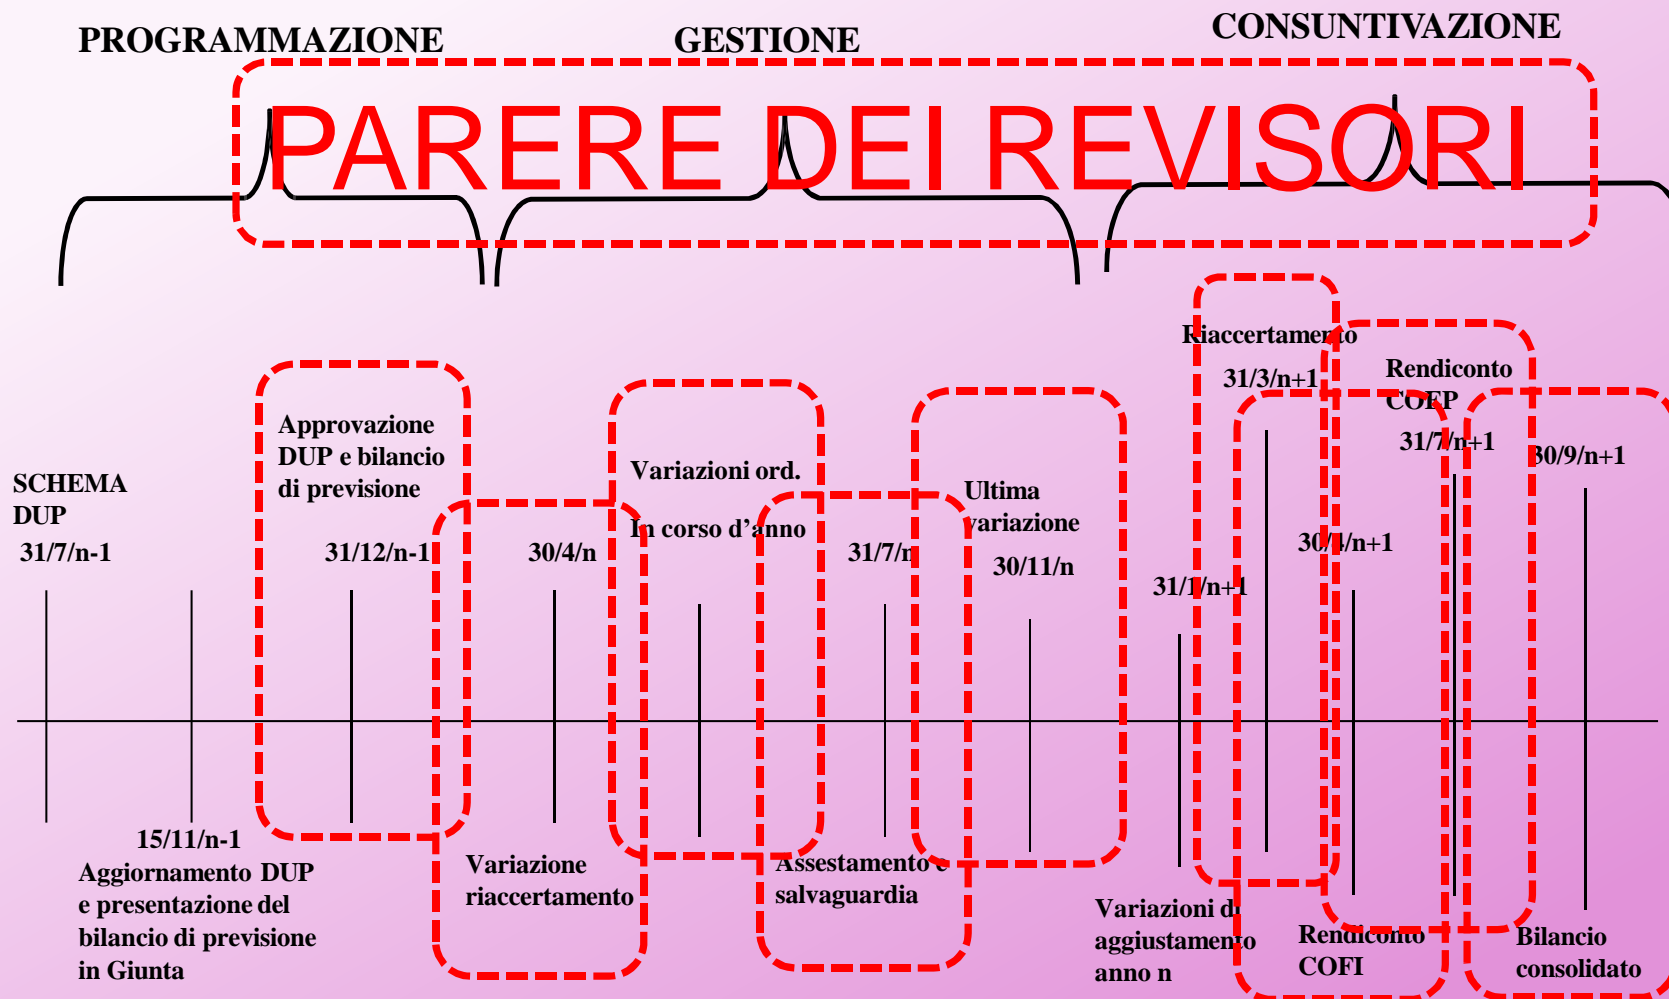 PROGRAMMAZIONE
GESTIONE
CONSUNTIVAZIONE
PARERE DEI REVISORI
SCHEMA
DUP
31/7/n-1
15/11/n-1
Aggiornamento DUP
e presentazione del
bilancio di previsione
in Giunta
Approvazione
DUP e bilancio
di previsione
31/12/n-1
30/4/n
Variazione
riaccertamento
Variazioni ord.
In corso d’anno
31/7/n
Assestamento e
salvaguardia
Ultima
variazione
30/11/n
31/1/n+1
Variazioni di
aggiustamento
anno n
Riaccertamento
31/3/n+1
30/4/n+1
Rendiconto
COFI
Rendiconto
COEP
31/7/n+1
30/9/n+1
Bilancio
consolidato